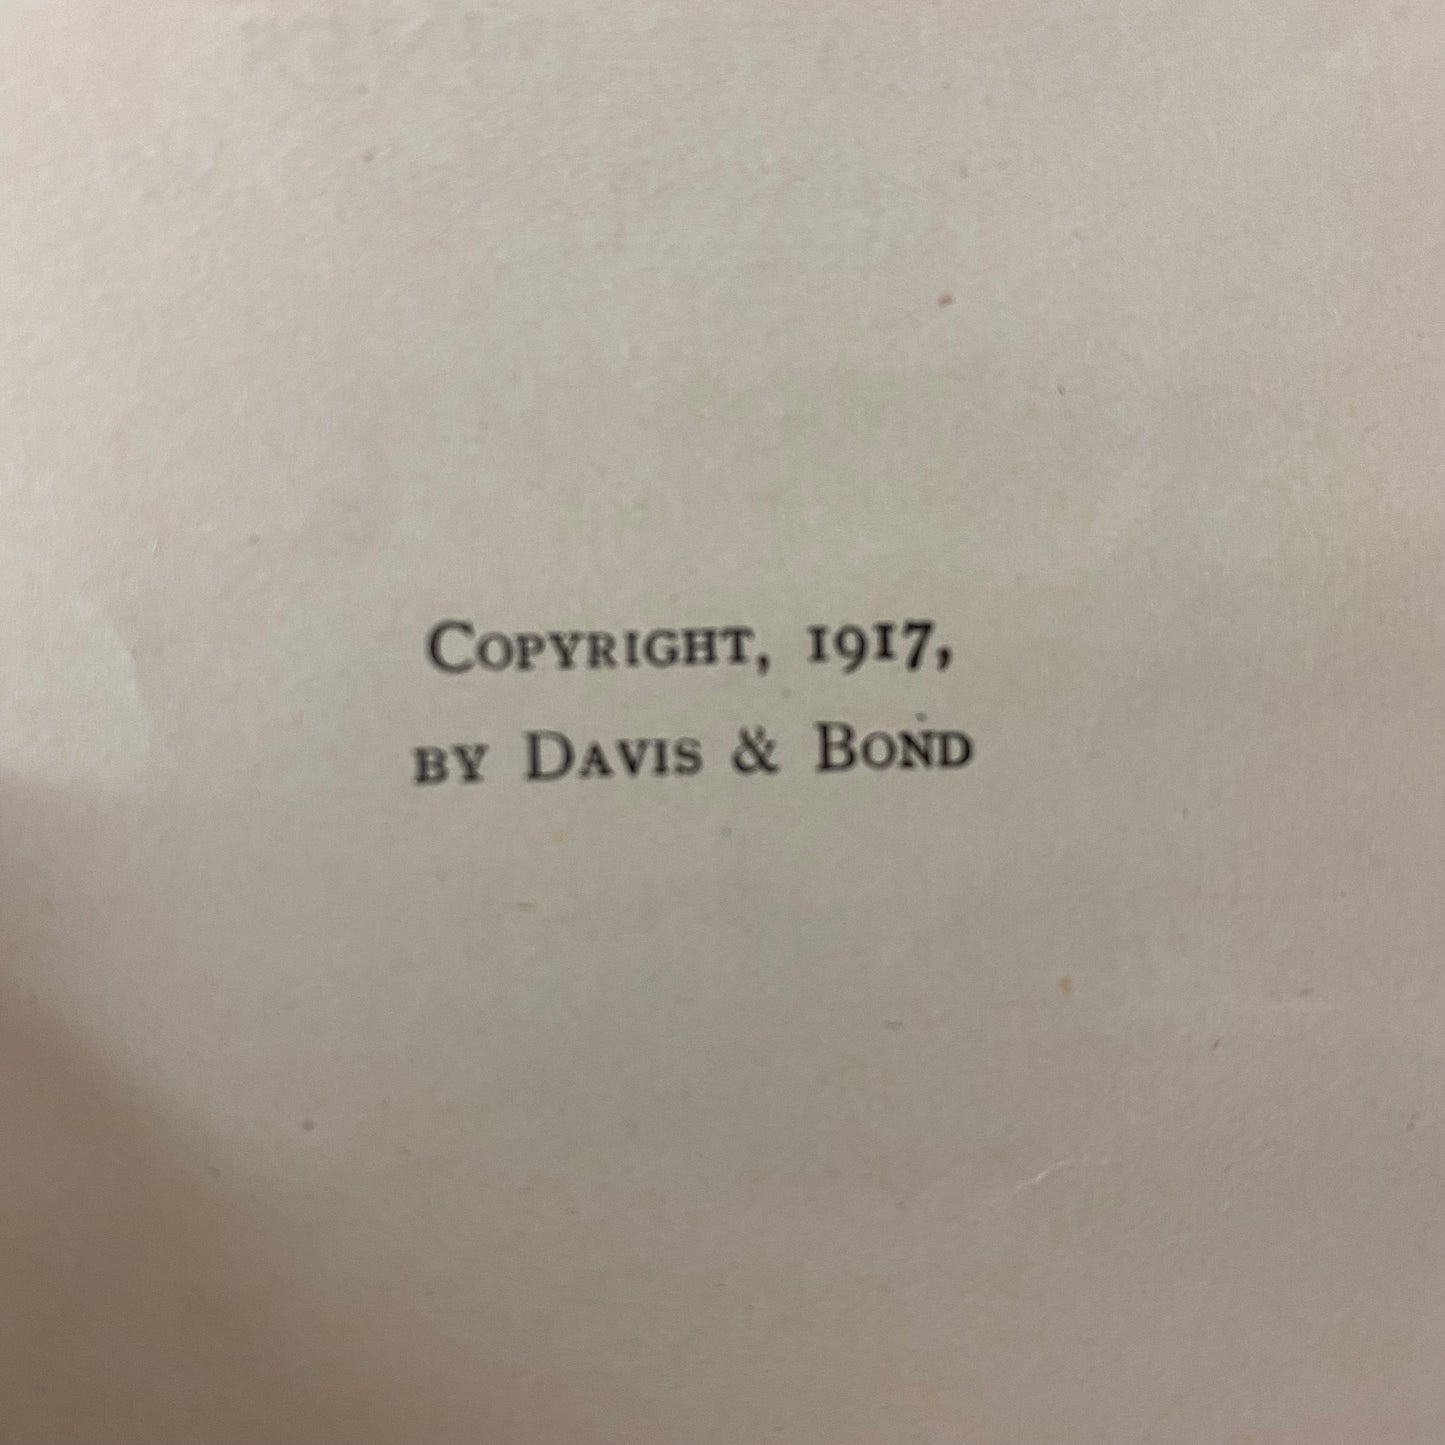 Copyright, 1917,
by Davis & Bond